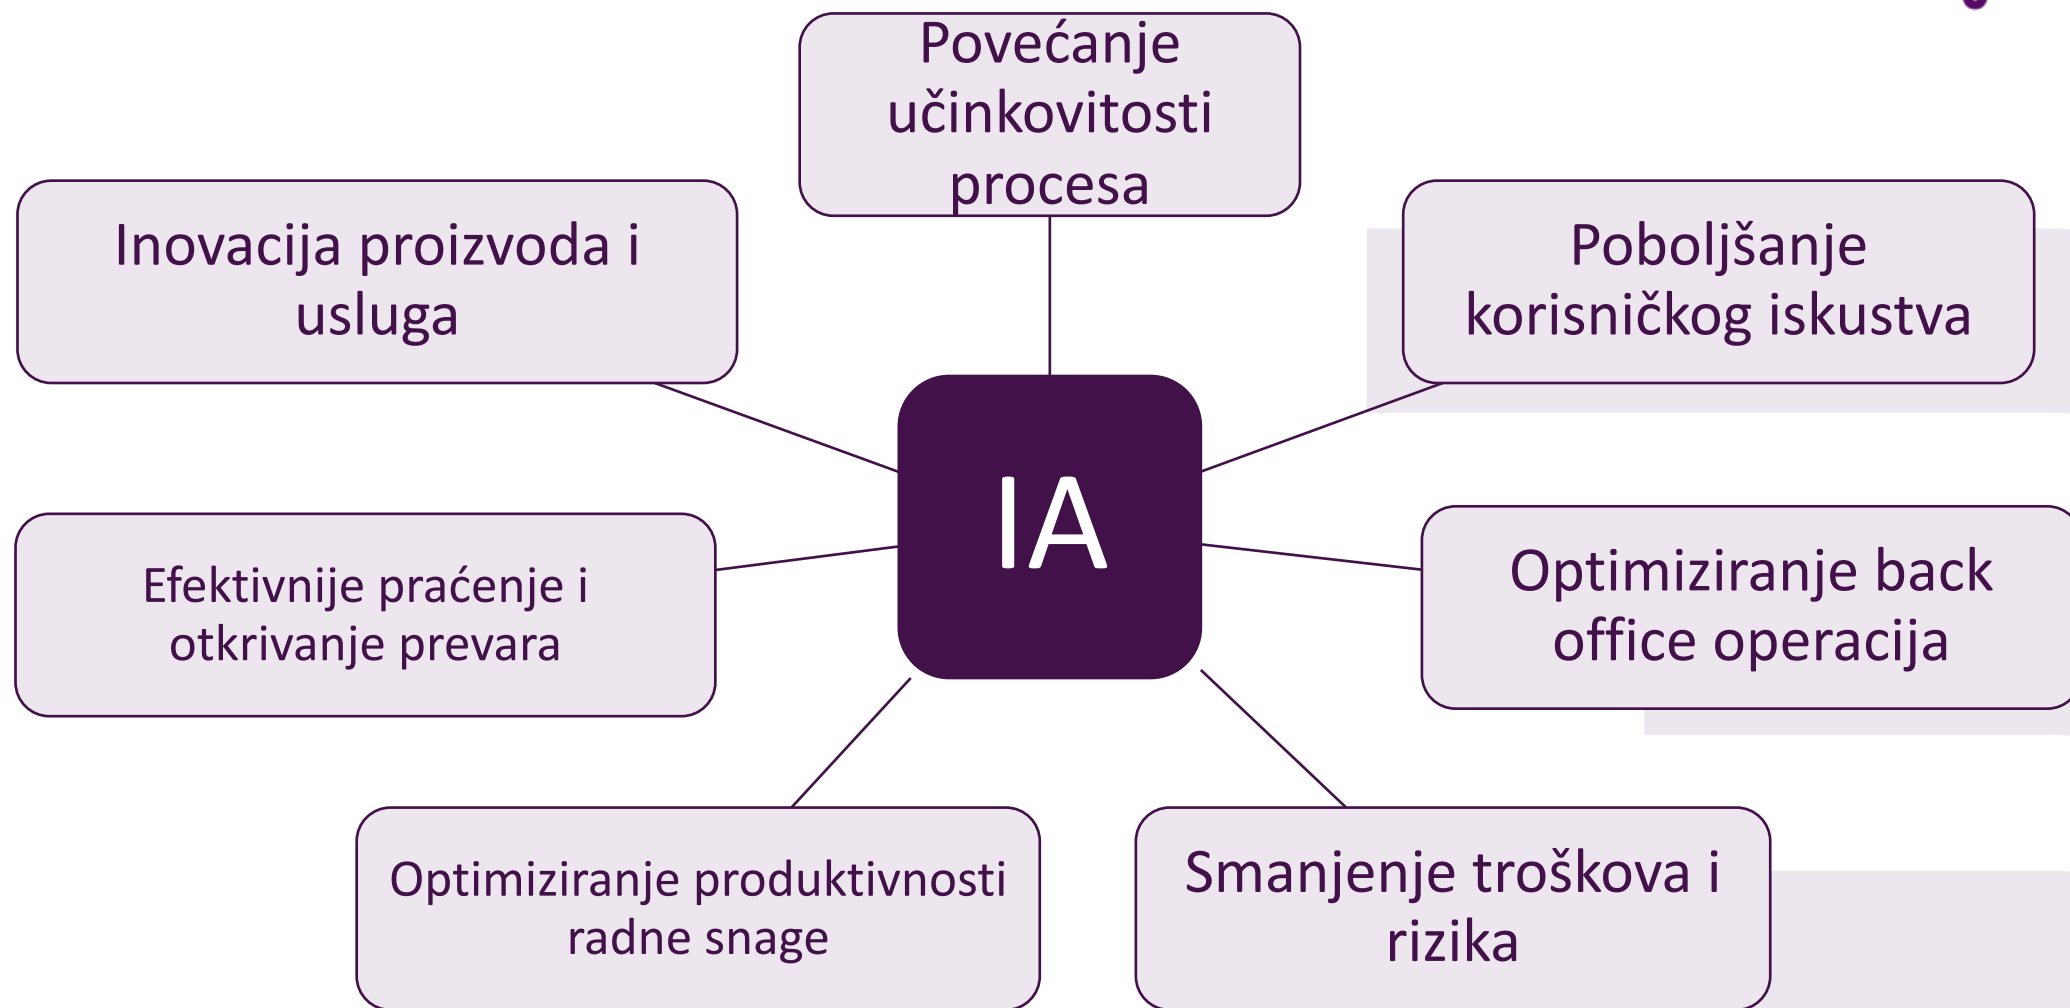 Povećanje
učinkovitosti
procesa
Inovacija proizvoda i
usluga
Poboljšanje
korisničkog iskustva
IA
Efektivnije praćenje i
otkrivanje prevara
Optimiziranje back
office operacija
Optimiziranje produktivnosti
radne snage
Smanjenje troškova i
rizika